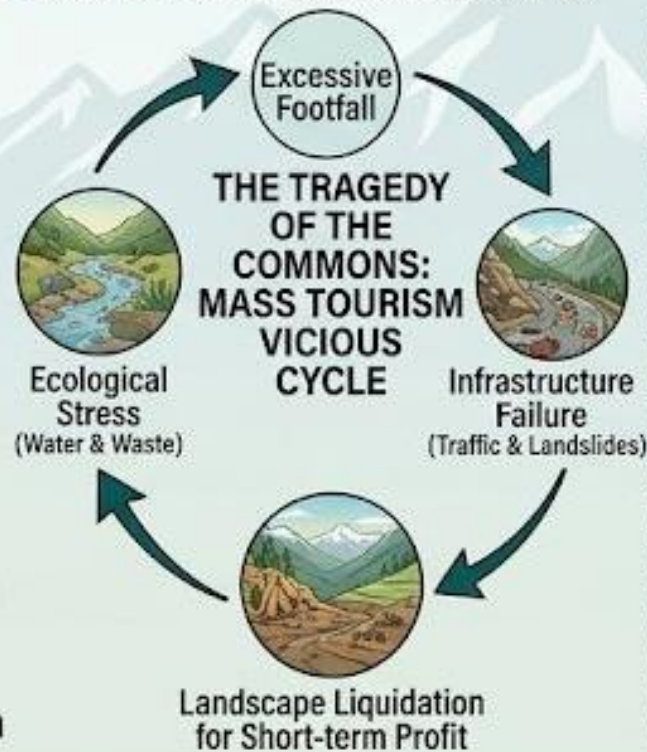 Excessive
Footfall
THE TRAGEDY
OF THE
COMMONS:
MASS TOURISM
VICIOUS
CYCLE
Ecological
Stress
(Water & Waste)
Infrastructure
Failure
(Traffic & Landslides)
Landscape Liquidation
for Short-term Profit